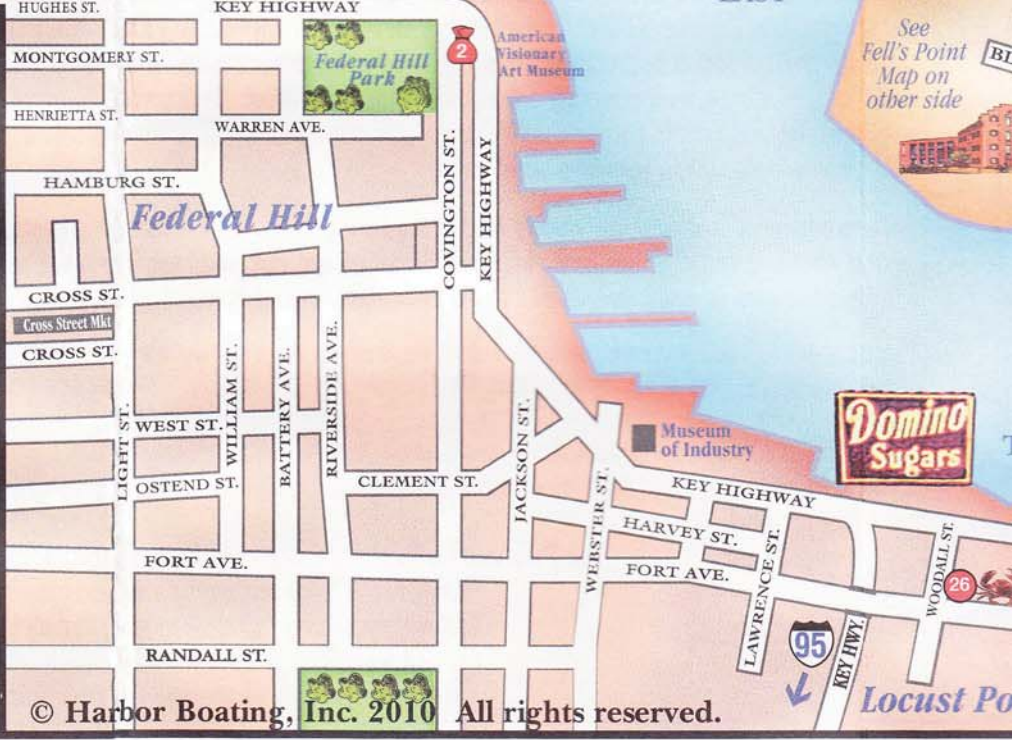 HUGHES ST.
KEY HIGHWAY
MONTGOMERY ST.
Federal Hill
Park
2
American
Visionary
Art Museum
See
Fell's Point
Map on
other side
HENRIETTA ST.
WARREN AVE.
HAMBURG ST.
Federal Hill
COVINGTON ST.
KEY HIGHWAY
CROSS ST.
Cross Street Mkt
CROSS ST.
LIGHT ST.
WEST ST.
WILLIAM ST.
BATTERY AVE.
RIVERSIDE AVE.
OSTEND ST.
CLEMENT ST.
JACKSON ST.
Museum
of Industry
Domino
Sugars
KEY HIGHWAY
HARVEY ST.
WEBSTER ST.
FORT AVE.
FORT AVE.
LAWRENCE ST.
WOODALL ST.
26
95
KEY HWY.
RANDALL ST.
Locust Po
© Harbor Boating, Inc. 2010 All rights reserved.